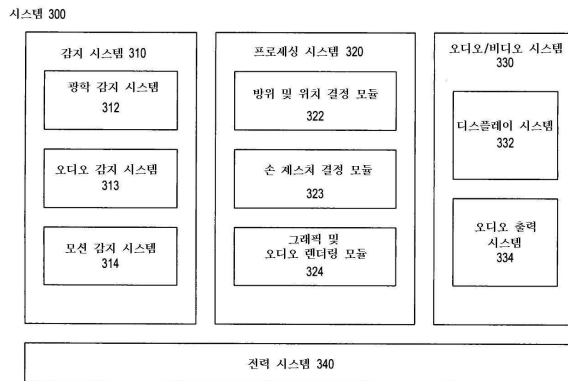 시스템 300
감지 시스템 310
광학 감지 시스템
312
오디오 감지 시스템
313
모션 감지 시스템
314
프로세싱 시스템 320
방위 및 위치 결정 모듈
322
손 제스처 결정 모듈
323
그래픽 및
오디오 랜더링 모듈
324
오디오/비디오 시스템
330
디스플레이 시스템
332
오디오 출력
시스템
334
전력 시스템 340